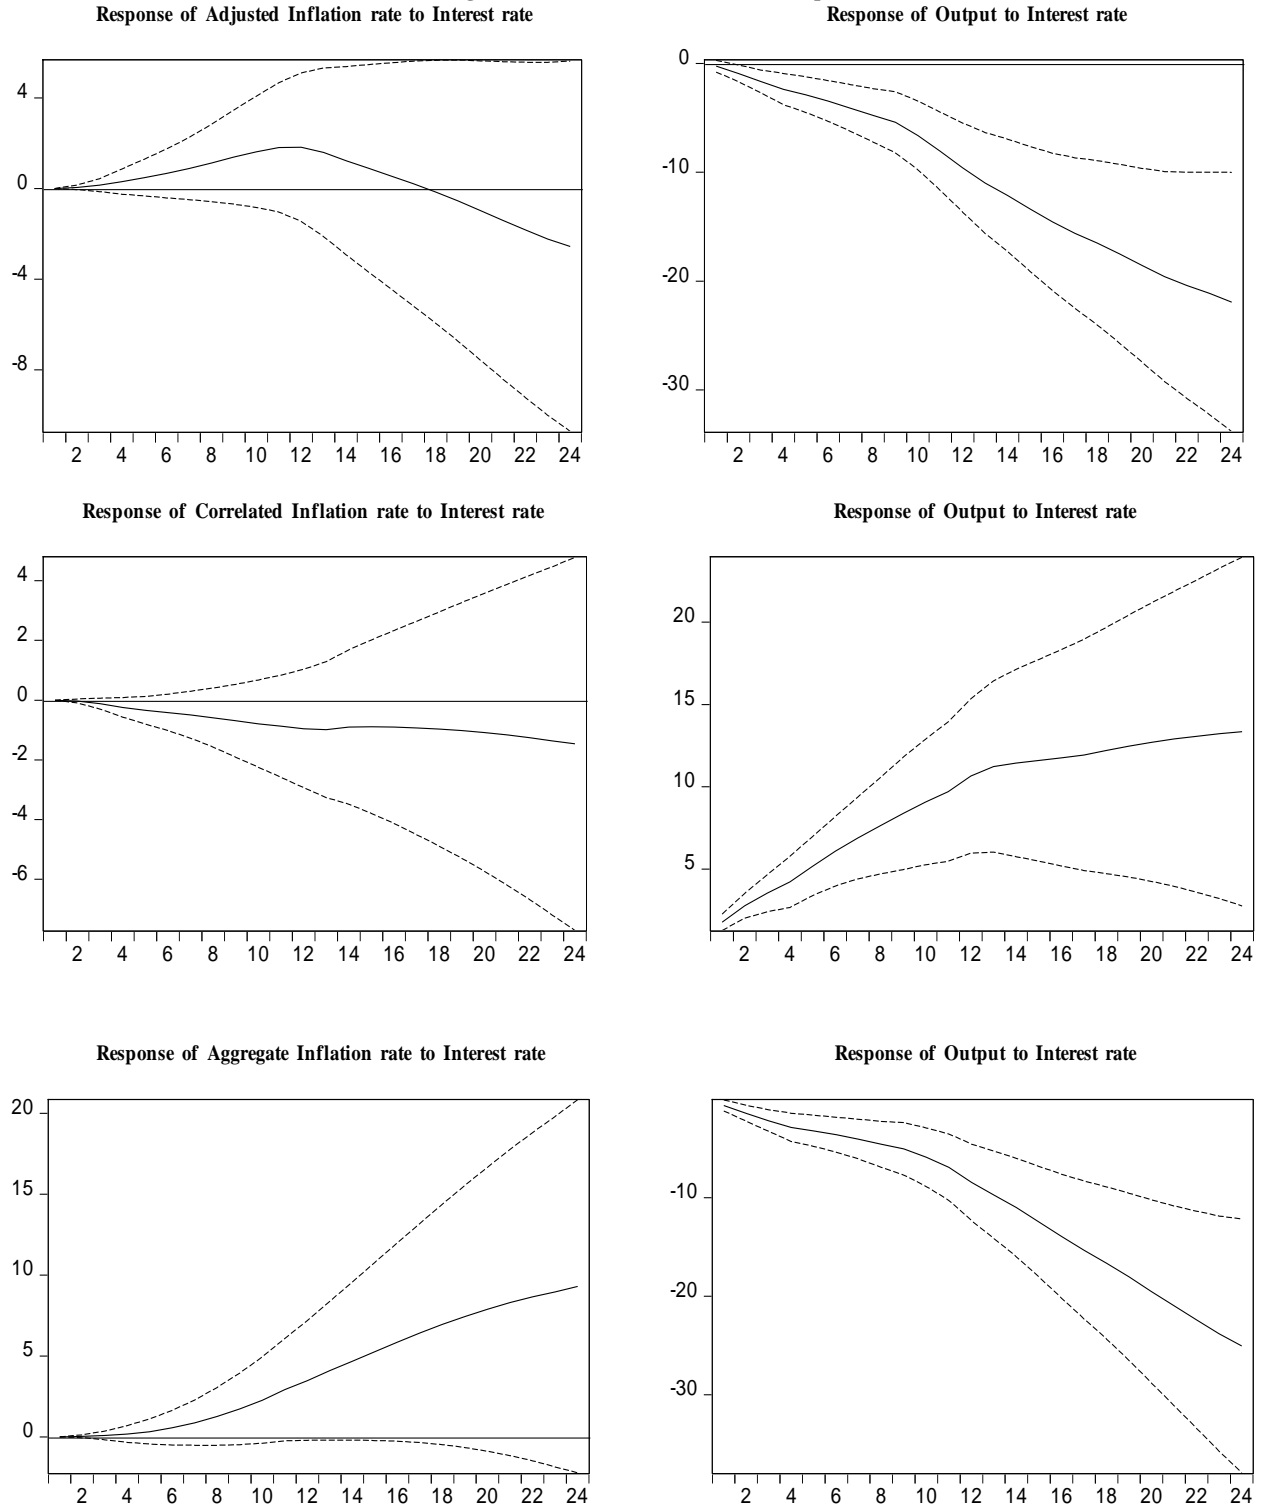 Response of Adjusted Inflation rate to Interest rate
4
0
-4
-8
2 4 6 8 10 12 14 16 18 20 22 24
Response of Output to Interest rate
0
-10
-20
-30
2 4 6 8 10 12 14 16 18 20 22 24
Response of Correlated Inflation rate to Interest rate
4
2
0
-2
-4
-6
2 4 6 8 10 12 14 16 18 20 22 24
Response of Output to Interest rate
20
15
10
5
2 4 6 8 10 12 14 16 18 20 22 24
Response of Aggregate Inflation rate to Interest rate
20
15
10
5
0
2 4 6 8 10 12 14 16 18 20 22 24
Response of Output to Interest rate
-10
-20
-30
2 4 6 8 10 12 14 16 18 20 22 24